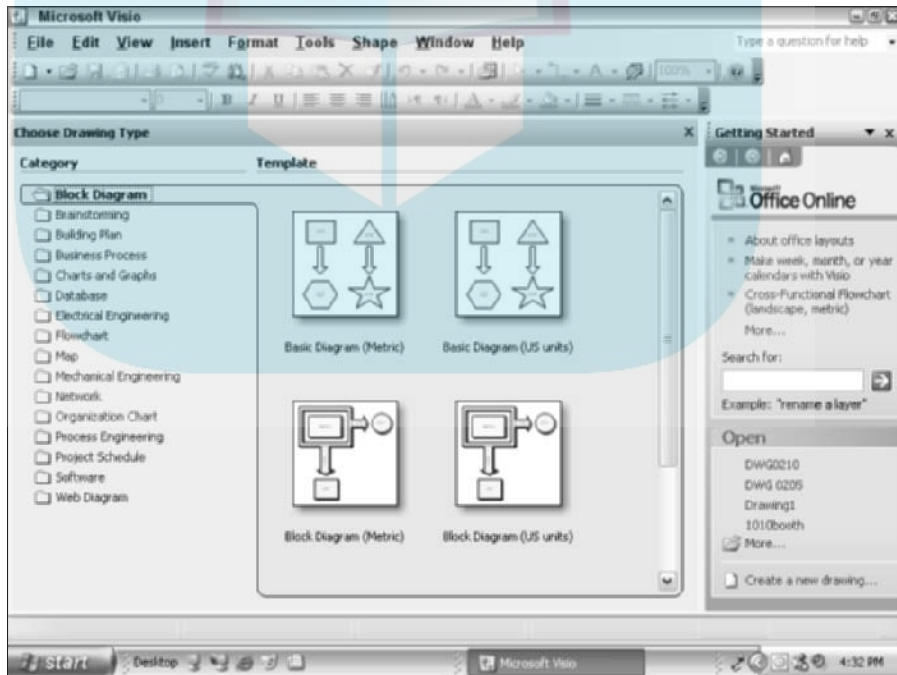 Microsoft Visio
File Edit View Insert Format Tools Shape Window Help
Type a question for help
100%
B I U
Choose Drawing Type
Category
Template
Block Diagram
Brainstorming
Building Plan
Business Process
Charts and Graphs
Database
Electrical Engineering
Flowchart
Map
Mechanical Engineering
Network
Organization Chart
Process Engineering
Project Schedule
Software
Web Diagram
Basic Diagram (Metric)
Basic Diagram (US units)
Block Diagram (Metric)
Block Diagram (US units)
Getting Started
Microsoft
Office Online
About office layouts
Make week, month, or year
calendars with Visio
Cross-Functional Flowchart
(landscape, metric)
More...
Search for:
Example: "rename a layer"
Open
DWG0210
DWG 0205
Drawing1
1010booth
More...
Create a new drawing...
start
Desktop
Microsoft Visio
4:32 PM